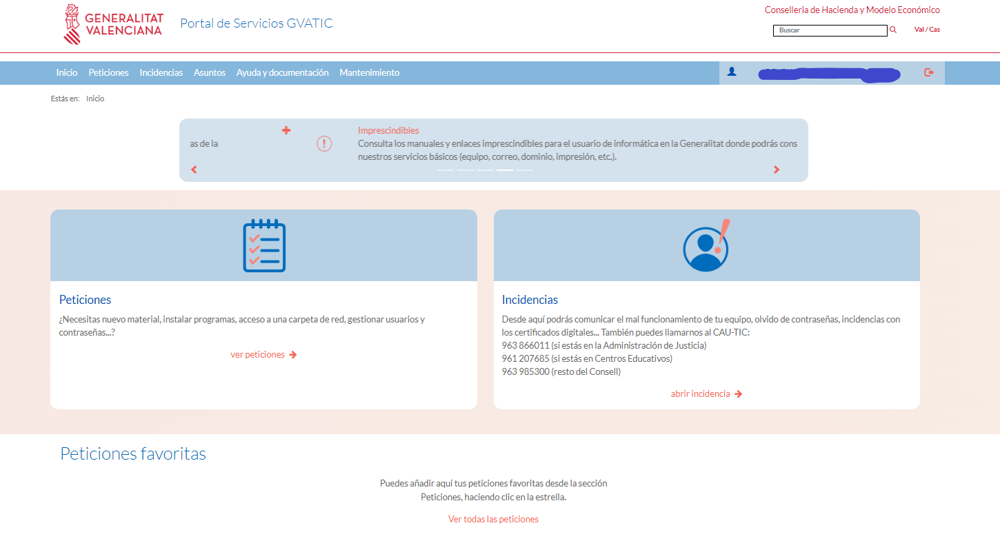 GENERALITAT
VALENCIANA
Portal de Servicios GVATIC
Conselleria de Hacienda y Modelo Económico
Buscar
Val / Cas
Inicio Peticiones Incidencias Asuntos Ayuda y documentación Mantenimiento
Estás en: Inicio
as de la
Imprescindibles
Consulta los manuales y enlaces imprescindibles para el usuario de informática en la Generalitat donde podrás cons
nuestros servicios básicos (equipo, correo, dominio, impresión, etc.).
Peticiones
¿Necesitas nuevo material, instalar programas, acceso a una carpeta de red, gestionar usuarios y
contraseñas...?
ver peticiones
Incidencias
Desde aquí podrás comunicar el mal funcionamiento de tu equipo, olvido de contraseñas, incidencias con
los certificados digitales... También puedes llamarnos al CAU-TIC:
963 866011 (si estás en la Administración de Justicia)
961 207685 (si estás en Centros Educativos)
963 985300 (resto del Consell)
abrir incidencia
Peticiones favoritas
Puedes añadir aquí tus peticiones favoritas desde la sección
Peticiones, haciendo clic en la estrella.
Ver todas las peticiones